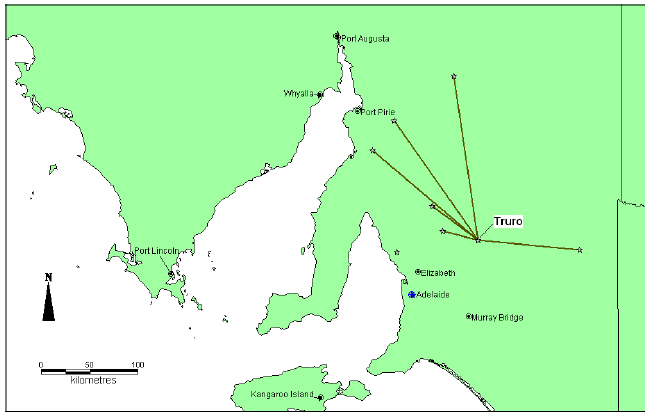 Port Augusta
Whyalla
Port Pirie
Truro
Port Lincoln
Elizabeth
Adelaide
N
Murray Bridge
0 50 100
kilometres
Kangaroo Island